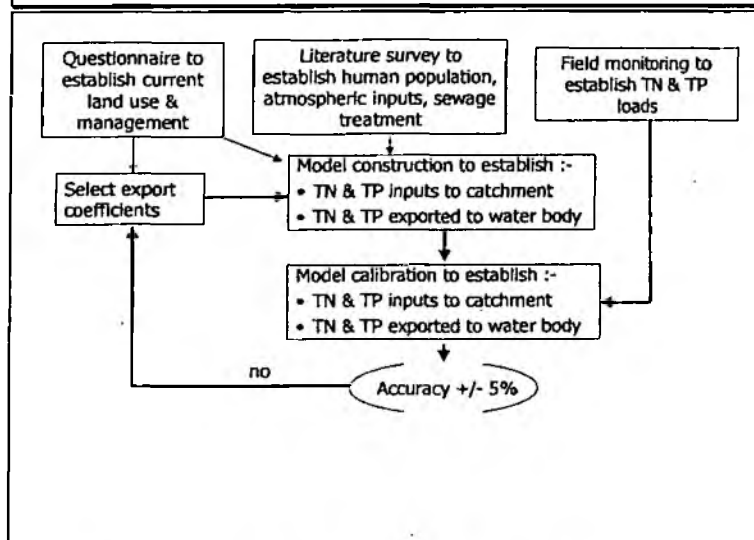 Questionnaire to
establish current
land use &
management
Literature survey to
establish human population,
atmospheric inputs, sewage
treatment
Field monitoring to
establish TN & TP
loads
Select export
coefficients
Model construction to establish :-
• TN & TP inputs to catchment
• TN & TP exported to water body
Model calibration to establish :-
• TN & TP inputs to catchment
• TN & TP exported to water body
no
Accuracy +/- 5%